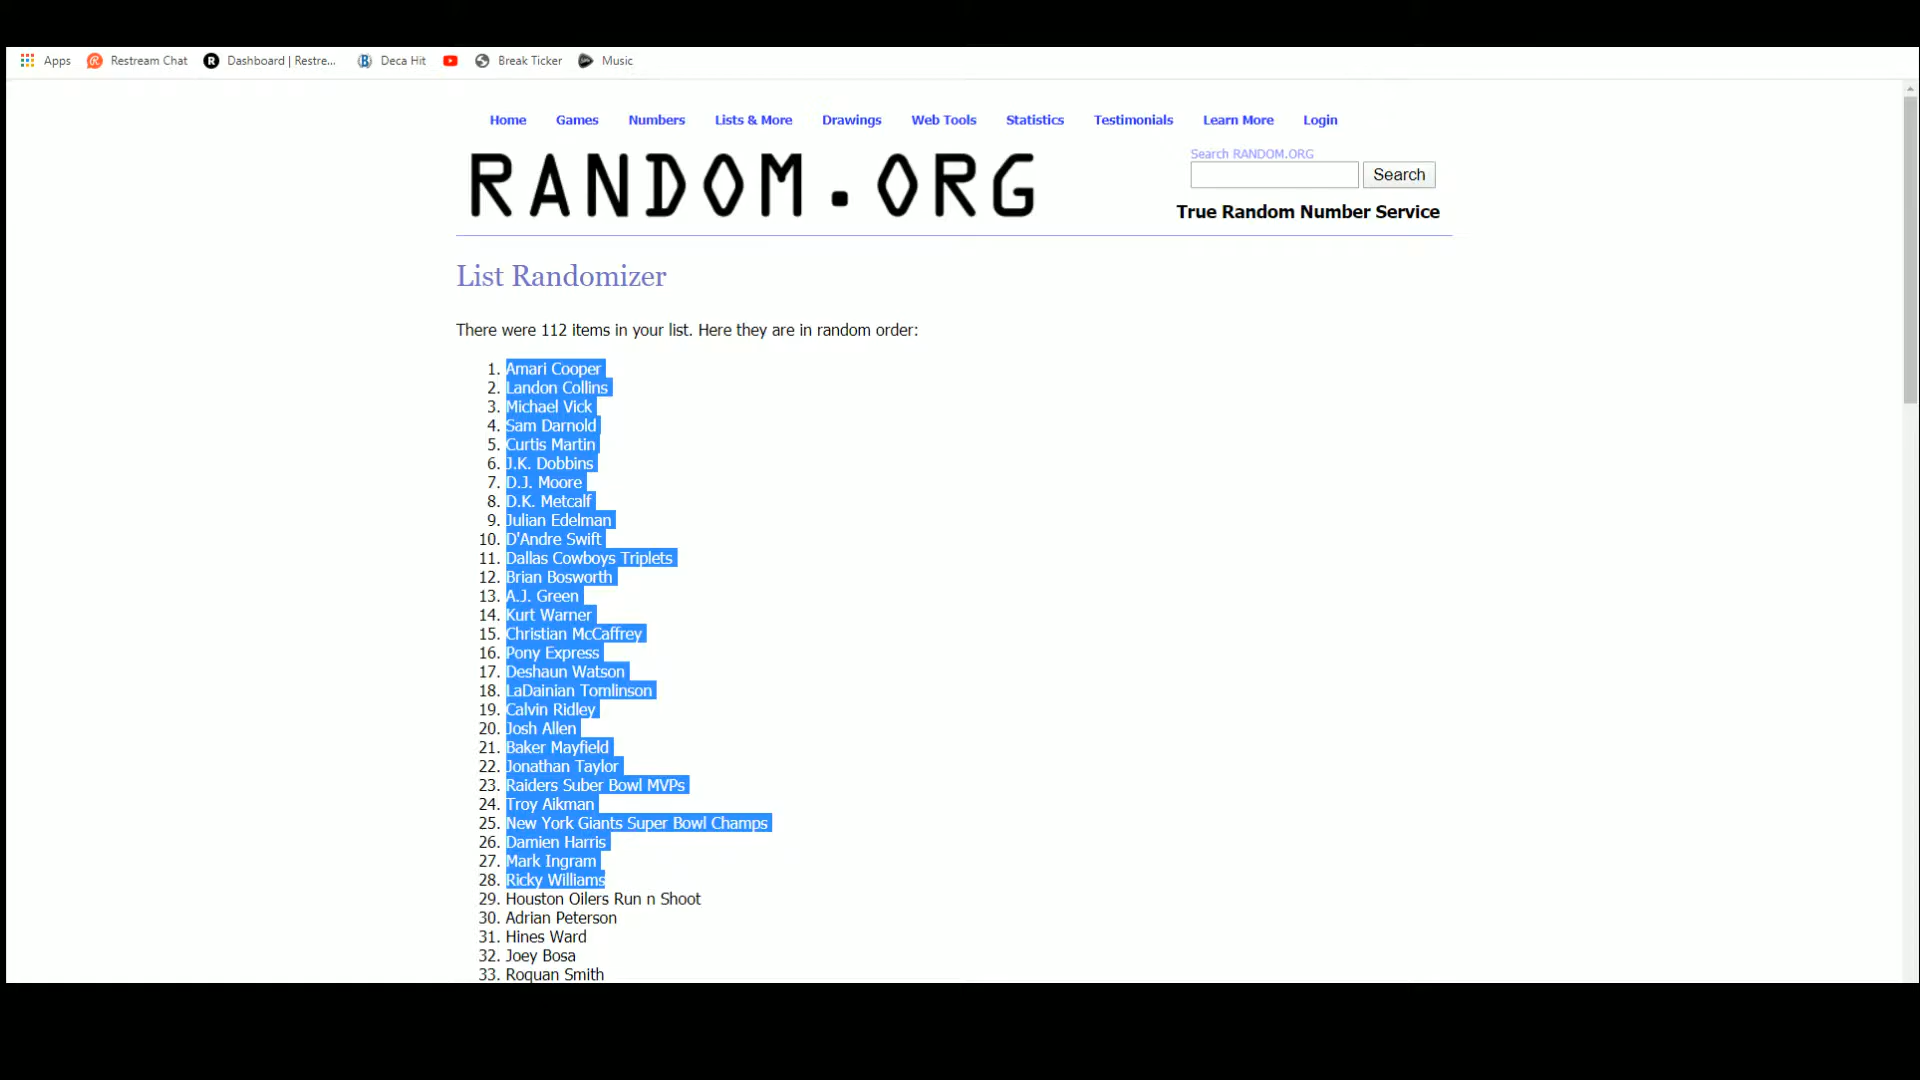 Apps Restream Chat Dashboard | Restre... Deca Hit Break Ticker Music
Home Games Numbers Lists & More Drawings Web Tools Statistics Testimonials Learn More Login
RANDOM.ORG
Search RANDOM.ORG
Search
True Random Number Service
List Randomizer
There were 112 items in your list. Here they are in random order:
1. Amari Cooper
2. Landon Collins
3. Michael Vick
4. Sam Darnold
5. Curtis Martin
6. J.K. Dobbins
7. D.J. Moore
8. D.K. Metcalf
9. Julian Edelman
10. D'Andre Swift
11. Dallas Cowboys Triplets
12. Brian Bosworth
13. A.J. Green
14. Kurt Warner
15. Christian McCaffrey
16. Pony Express
17. Deshaun Watson
18. LaDainian Tomlinson
19. Calvin Ridley
20. Josh Allen
21. Baker Mayfield
22. Jonathan Taylor
23. Raiders Suber Bowl MVPs
24. Troy Aikman
25. New York Giants Super Bowl Champs
26. Damien Harris
27. Mark Ingram
28. Ricky Williams
29. Houston Oilers Run n Shoot
30. Adrian Peterson
31. Hines Ward
32. Joey Bosa
33. Roquan Smith